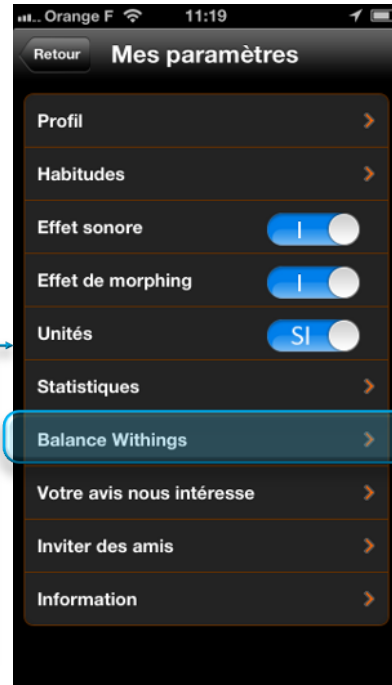 Orange F 11:19
Retour Mes paramètres
Profil
Habitudes
Effet sonore I
Effet de morphing I
Unités SI
Statistiques
Balance Withings
Votre avis nous intéresse
Inviter des amis
Information